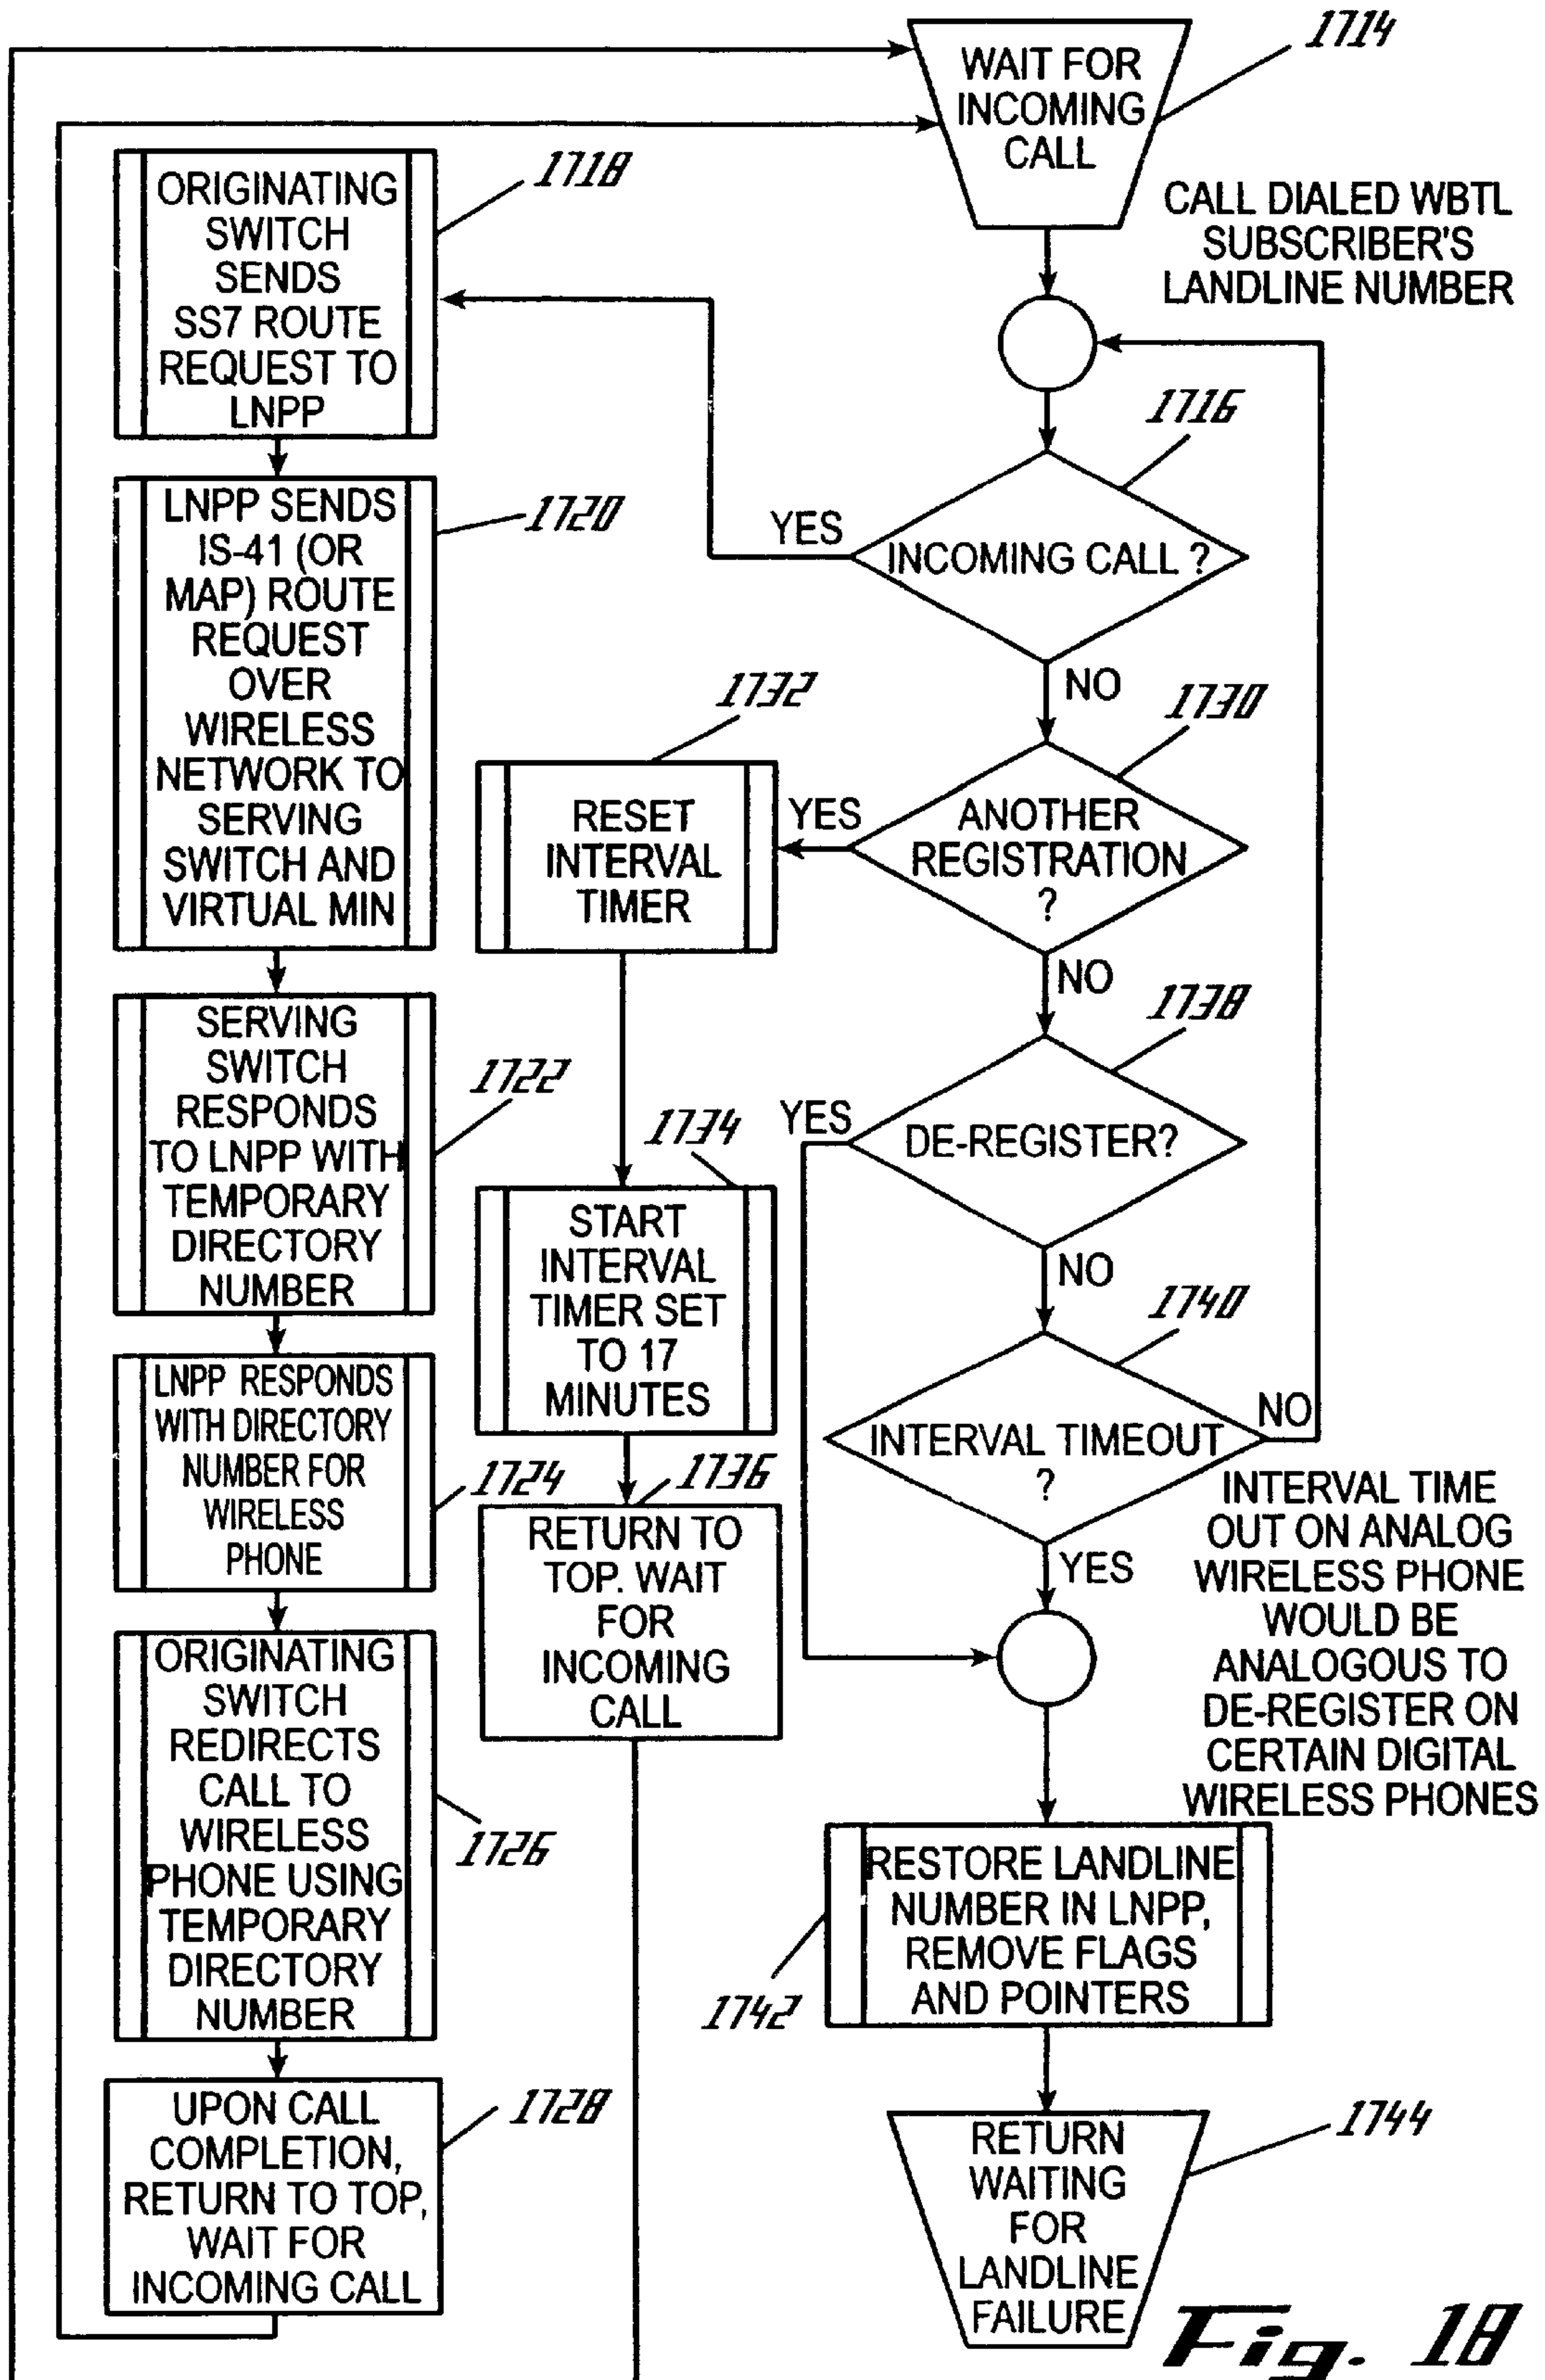 1714
WAIT FOR
INCOMING
CALL
CALL DIALED WBTL
SUBSCRIBER'S
LANDLINE NUMBER
1718
ORIGINATING
SWITCH
SENDS
SS7 ROUTE
REQUEST TO
LNPP
1716
INCOMING CALL ?
YES
NO
1720
LNPP SENDS
IS-41 (OR
MAP) ROUTE
REQUEST
OVER
WIRELESS
NETWORK TO
SERVING
SWITCH AND
VIRTUAL MIN
1732
RESET
INTERVAL
TIMER
YES
1730
ANOTHER
REGISTRATION
?
NO
1722
SERVING
SWITCH
RESPONDS
TO LNPP WITH
TEMPORARY
DIRECTORY
NUMBER
1734
START
INTERVAL
TIMER SET
TO 17
MINUTES
1738
YES
DE-REGISTER?
NO
1740
INTERVAL TIMEOUT
?
NO
YES
1724
LNPP RESPONDS
WITH DIRECTORY
NUMBER FOR
WIRELESS
PHONE
1736
RETURN TO
TOP. WAIT
FOR
INCOMING
CALL
INTERVAL TIME
OUT ON ANALOG
WIRELESS PHONE
WOULD BE
ANALOGOUS TO
DE-REGISTER ON
CERTAIN DIGITAL
WIRELESS PHONES
1726
ORIGINATING
SWITCH
REDIRECTS
CALL TO
WIRELESS
PHONE USING
TEMPORARY
DIRECTORY
NUMBER
1742
RESTORE LANDLINE
NUMBER IN LNPP,
REMOVE FLAGS
AND POINTERS
1728
UPON CALL
COMPLETION,
RETURN TO TOP,
WAIT FOR
INCOMING CALL
1744
RETURN
WAITING
FOR
LANDLINE
FAILURE
Fig. 18